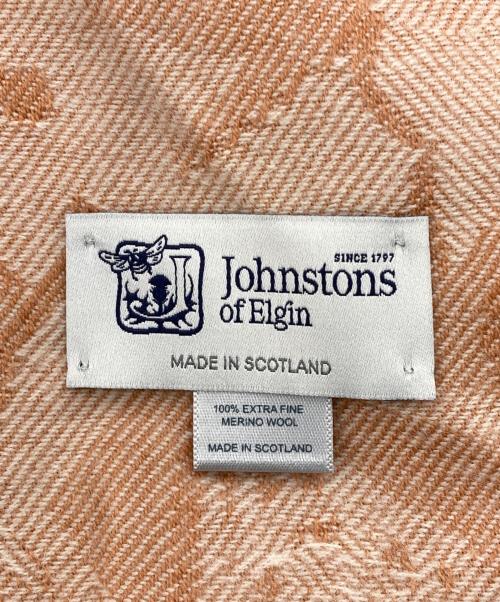 SINCE 1797
Johnstons
of Elgin
MADE IN SCOTLAND
100% EXTRA FINE
MERINO WOOL
MADE IN SCOTLAND